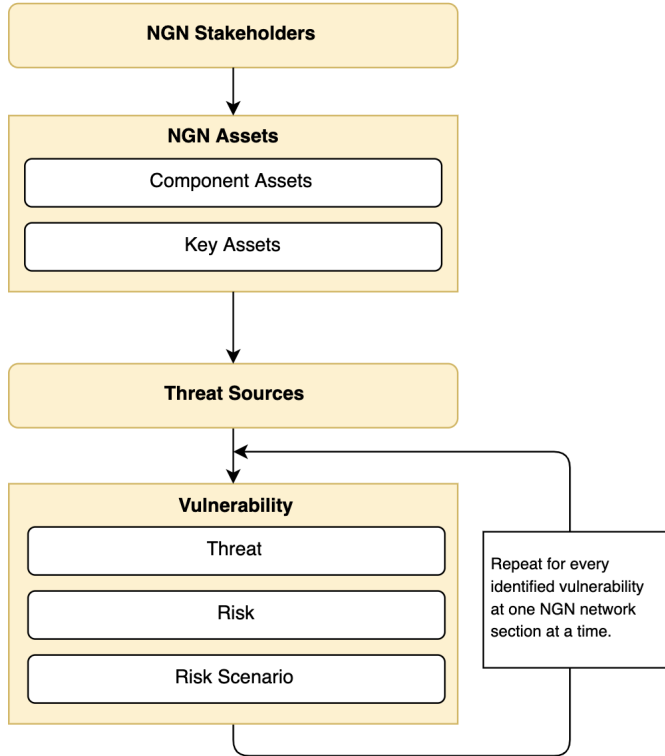 NGN Stakeholders
NGN Assets
Component Assets
Key Assets
Threat Sources
Vulnerability
Threat
Risk
Risk Scenario
Repeat for every
identified vulnerability
at one NGN network
section at a time.